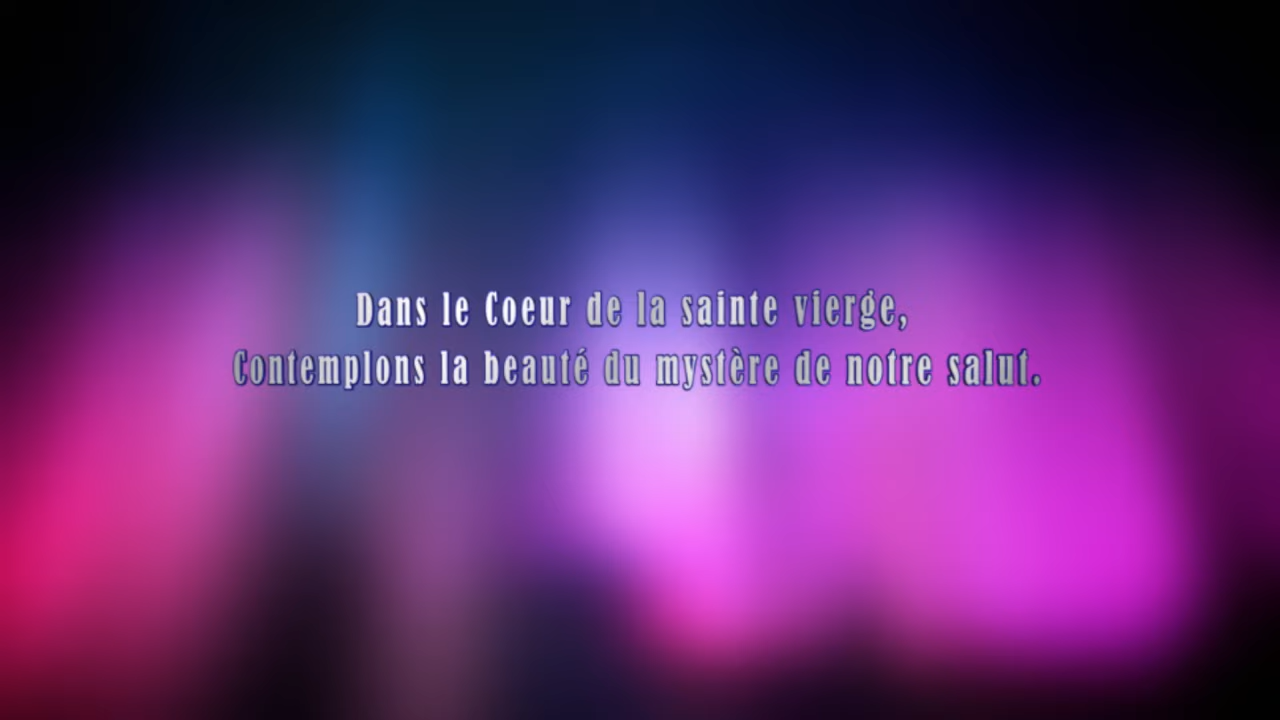 Dans le Coeur de la sainte vierge,
Contemplons la beauté du mystère de notre salut.